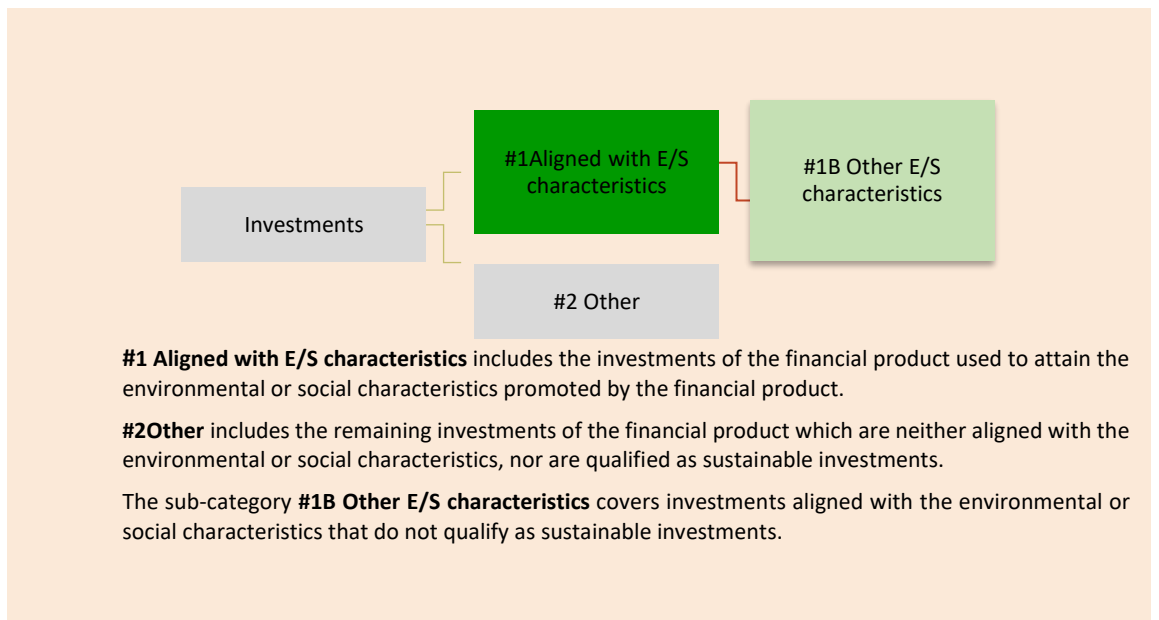 #1Aligned with E/S
characteristics
#1B Other E/S
characteristics
Investments
#2 Other
#1 Aligned with E/S characteristics includes the investments of the financial product used to attain the
environmental or social characteristics promoted by the financial product.
#2Other includes the remaining investments of the financial product which are neither aligned with the
environmental or social characteristics, nor are qualified as sustainable investments.
The sub-category #1B Other E/S characteristics covers investments aligned with the environmental or
social characteristics that do not qualify as sustainable investments.